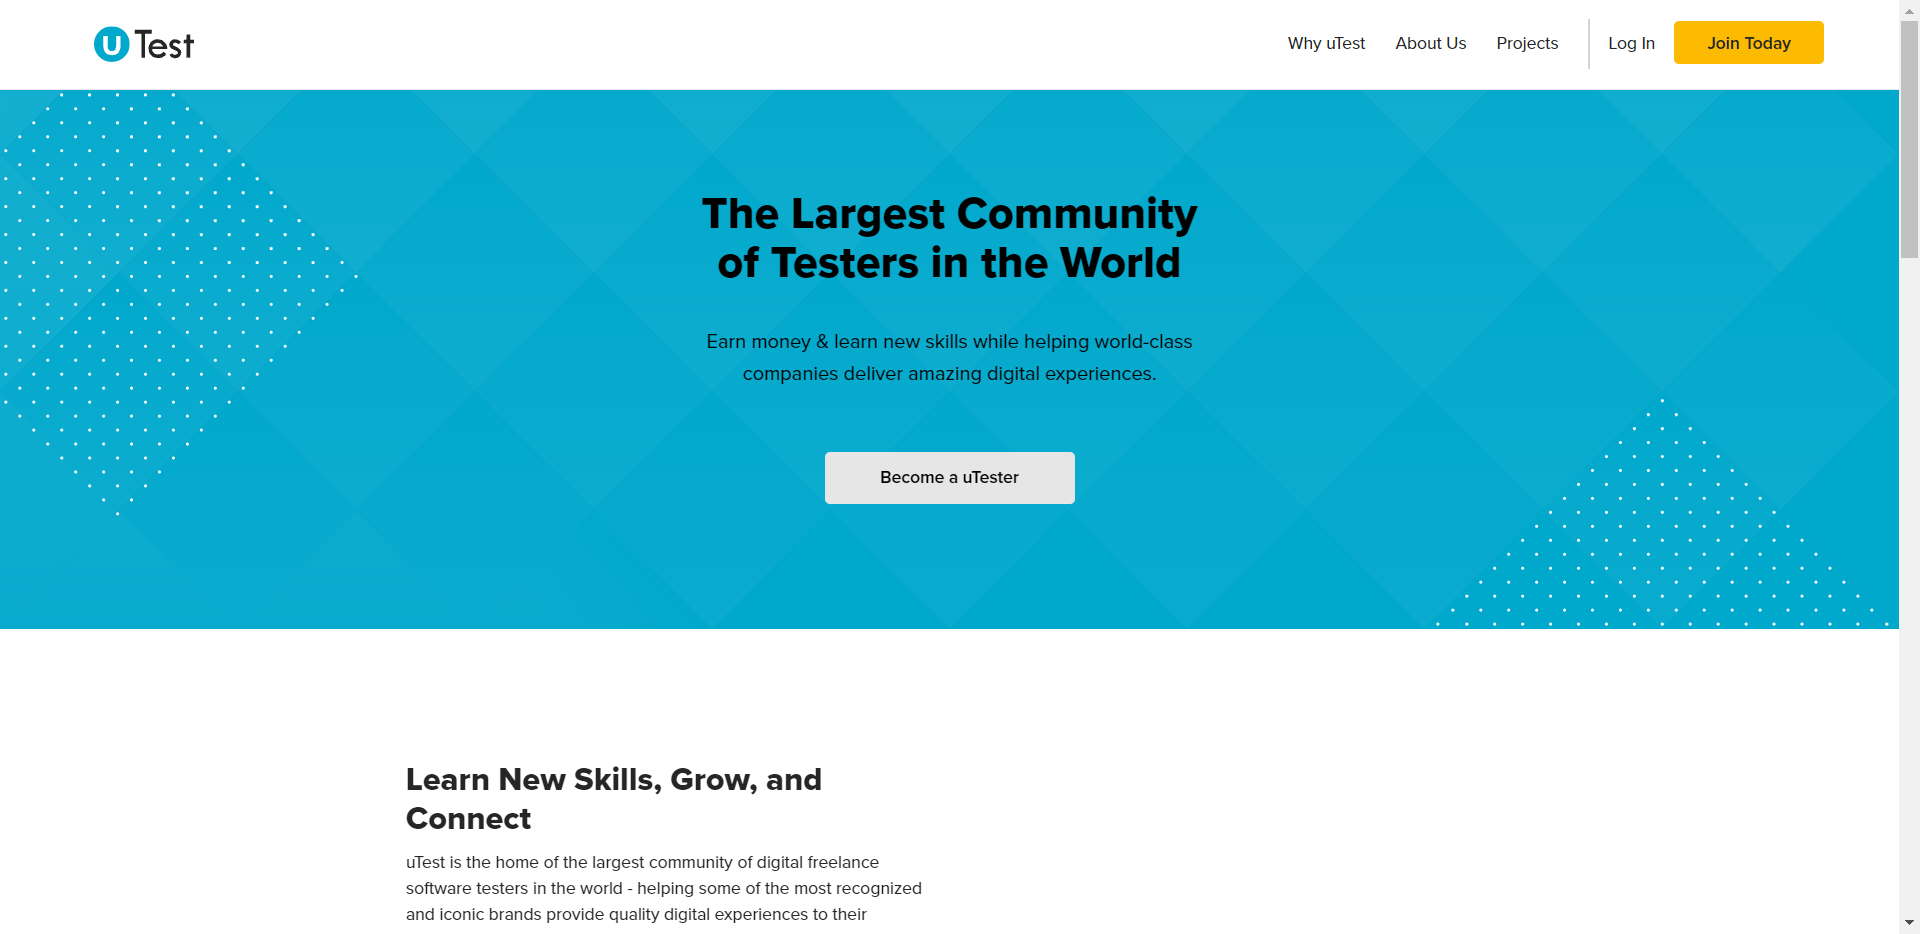 uTest
Why uTest
About Us
Projects
Log In
Join Today
The Largest Community
of Testers in the World
Earn money & learn new skills while helping world-class
companies deliver amazing digital experiences.
Become a uTester
Learn New Skills, Grow, and
Connect
uTest is the home of the largest community of digital freelance
software testers in the world - helping some of the most recognized
and iconic brands provide quality digital experiences to their